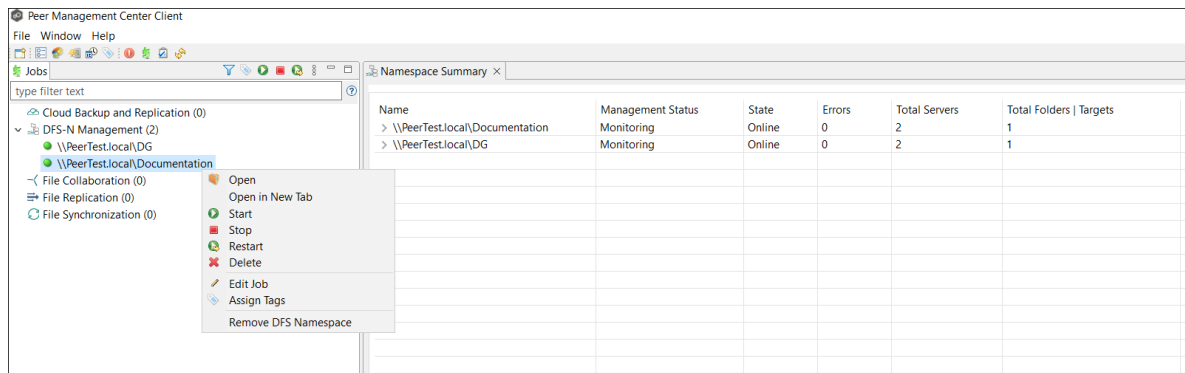 Peer Management Center Client
File Window Help
Jobs
type filter text
Cloud Backup and Replication (0)
DFS-N Management (2)
\\PeerTest.local\DG
\\PeerTest.local\Documentation
File Collaboration (0)
File Replication (0)
File Synchronization (0)
Open
Open in New Tab
Start
Stop
Restart
Delete
Edit Job
Assign Tags
Remove DFS Namespace
Namespace Summary
Name Management Status State Errors Total Servers Total Folders | Targets
\\PeerTest.local\Documentation Monitoring Online 0 2 1
\\PeerTest.local\DG Monitoring Online 0 2 1